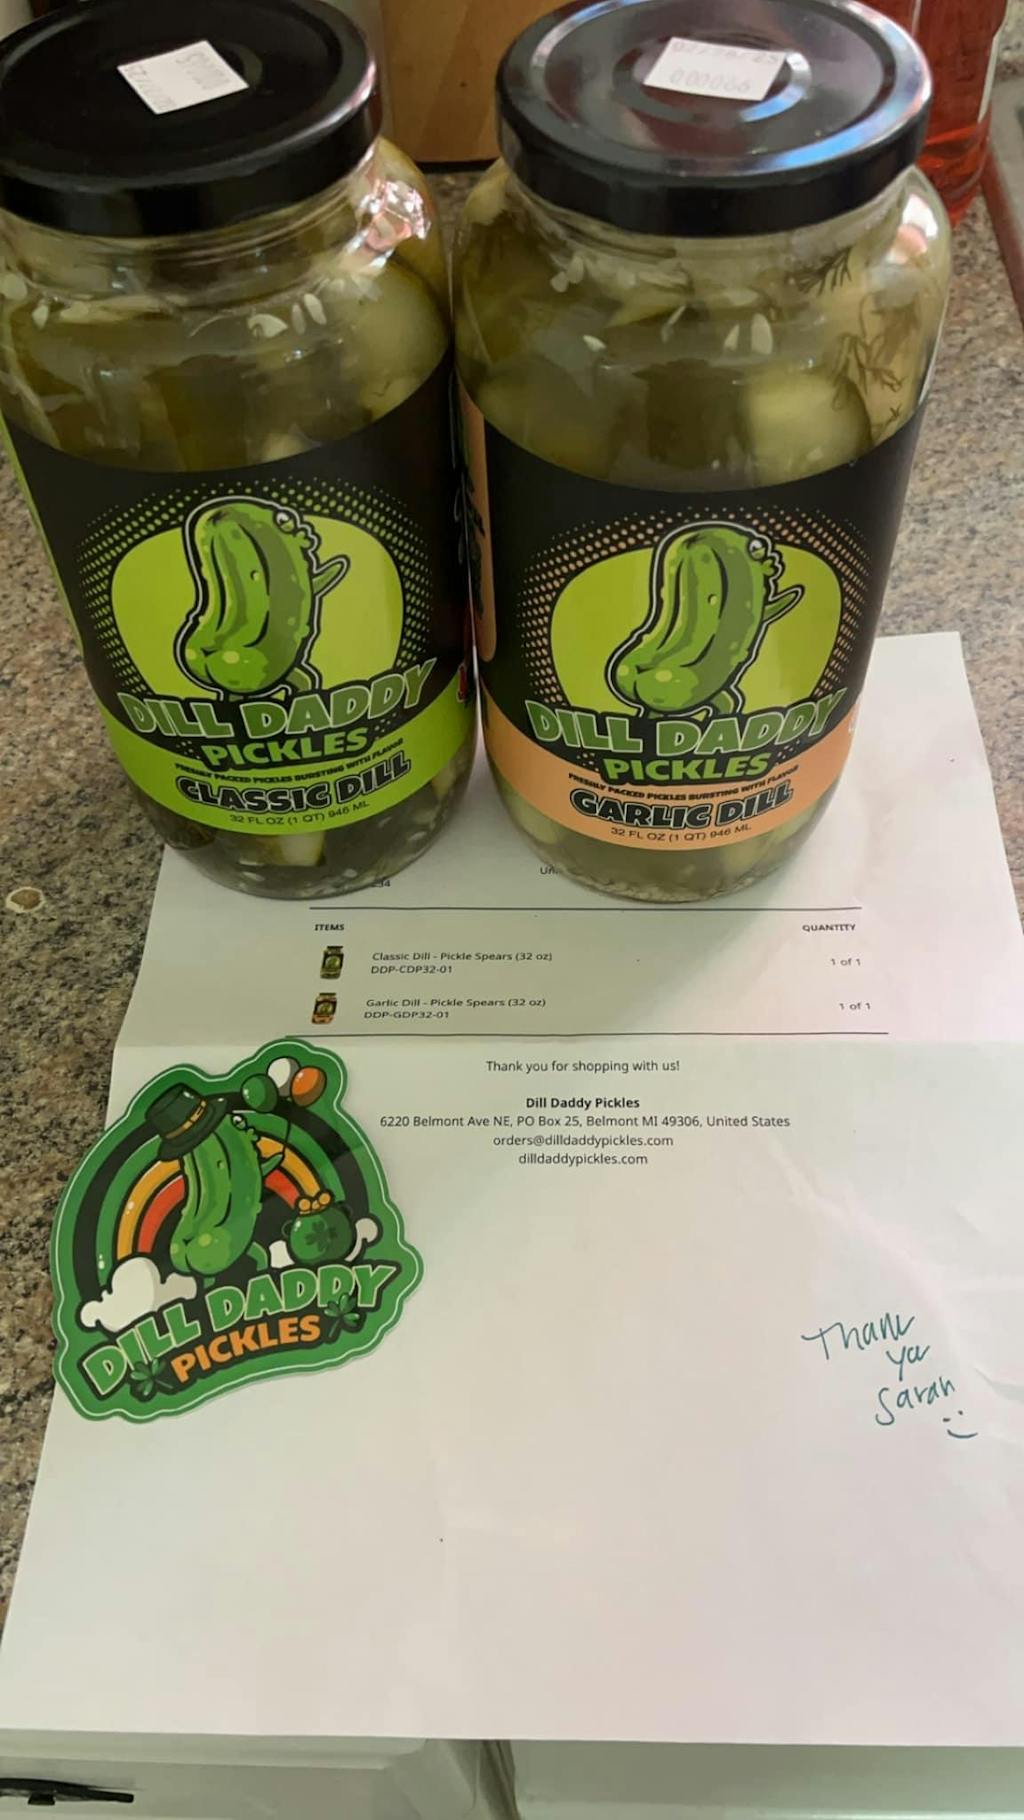 000066
DILL DADDY
PICKLES
FRESHLY PACKED PICKLES BURSTING WITH FLAVOR
CLASSIC DILL
32 FL OZ (1 QT) 946 ML
DILL DADDY
PICKLES
FRESHLY PACKED PICKLES BURSTING WITH FLAVOR
GARLIC DILL
32 FL OZ (1 QT) 946 ML
ITEMS QUANTITY
Classic Dill - Pickle Spears (32 oz) 1 of 1
DDP-CDP32-01
Garlic Dill - Pickle Spears (32 oz) 1 of 1
DDP-GDP32-01
Thank you for shopping with us!
Dill Daddy Pickles
6220 Belmont Ave NE, PO Box 25, Belmont MI 49306, United States
orders@dilldaddypickles.com
dilldaddypickles.com
DILL DADDY
PICKLES
Thank
ya
Sarah